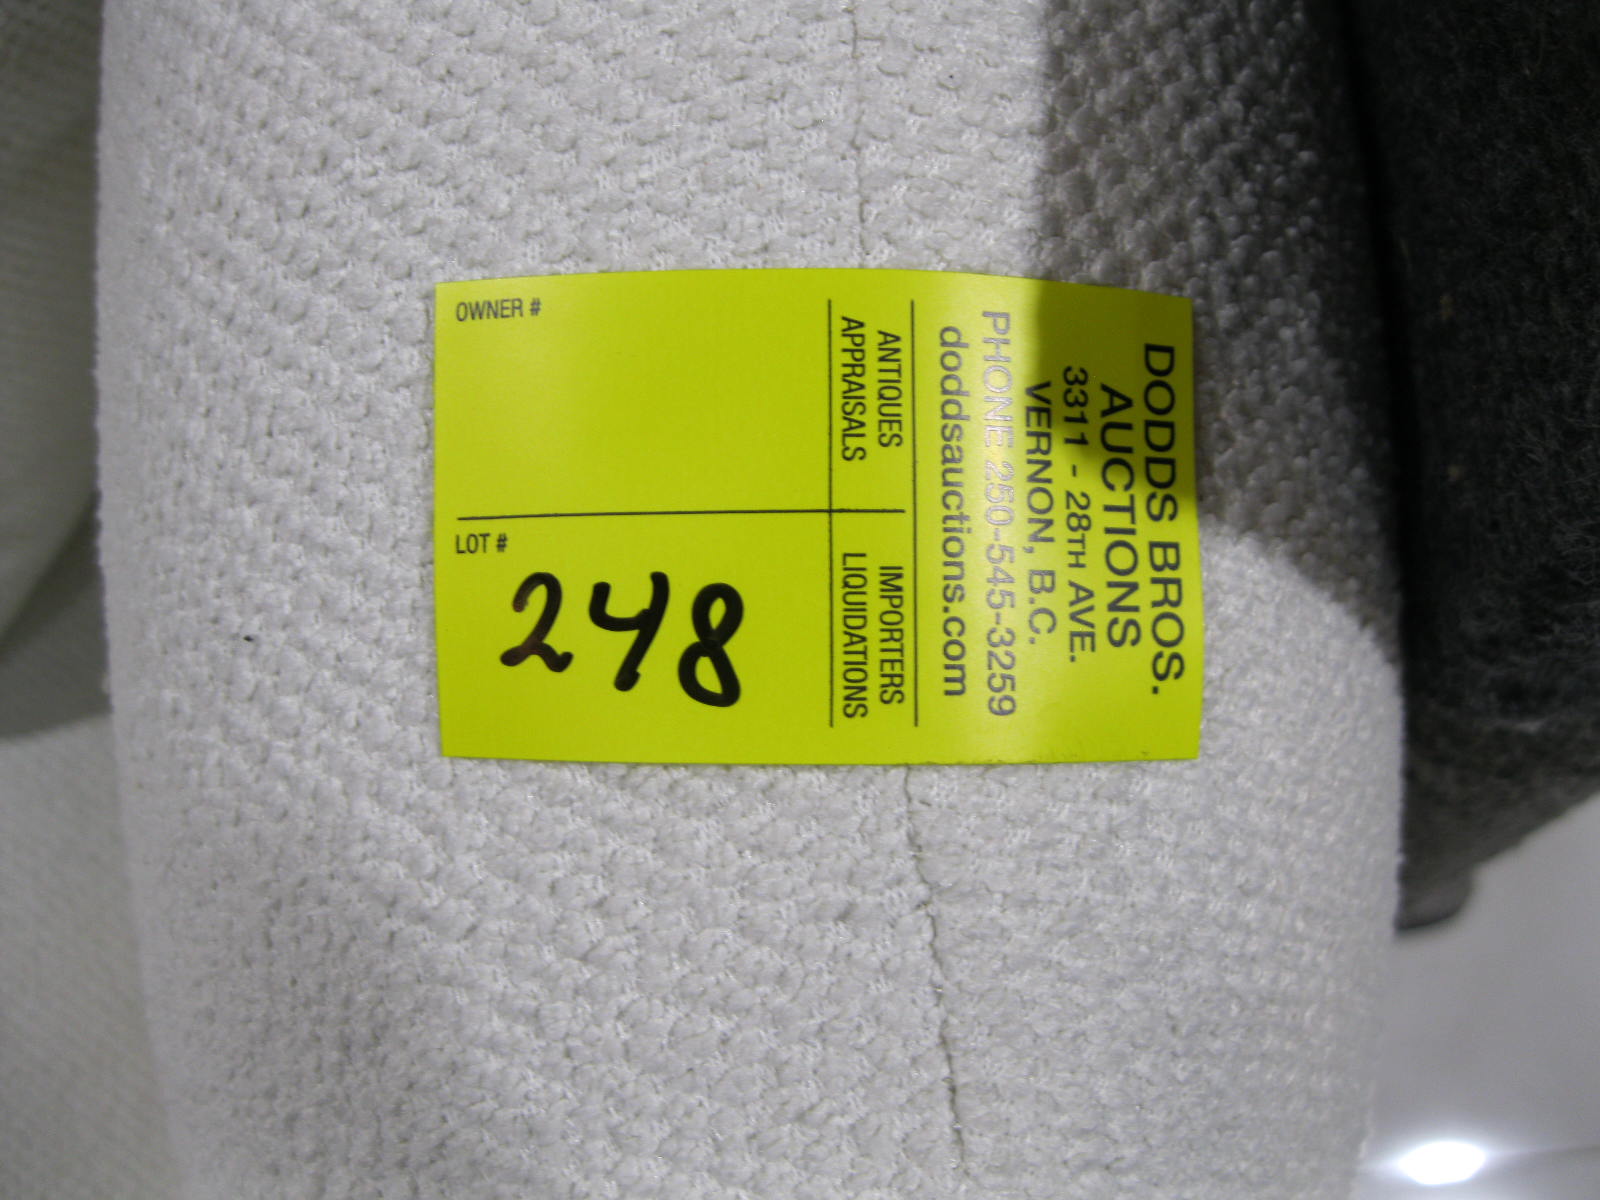 DODDS BROS.
AUCTIONS
3311 - 28TH AVE.
VERNON, B.C.
PHONE 250-545-3259
doddsauctions.com
ANTIQUES
APPRAISALS
IMPORTERS
LIQUIDATIONS
OWNER #
LOT #
248